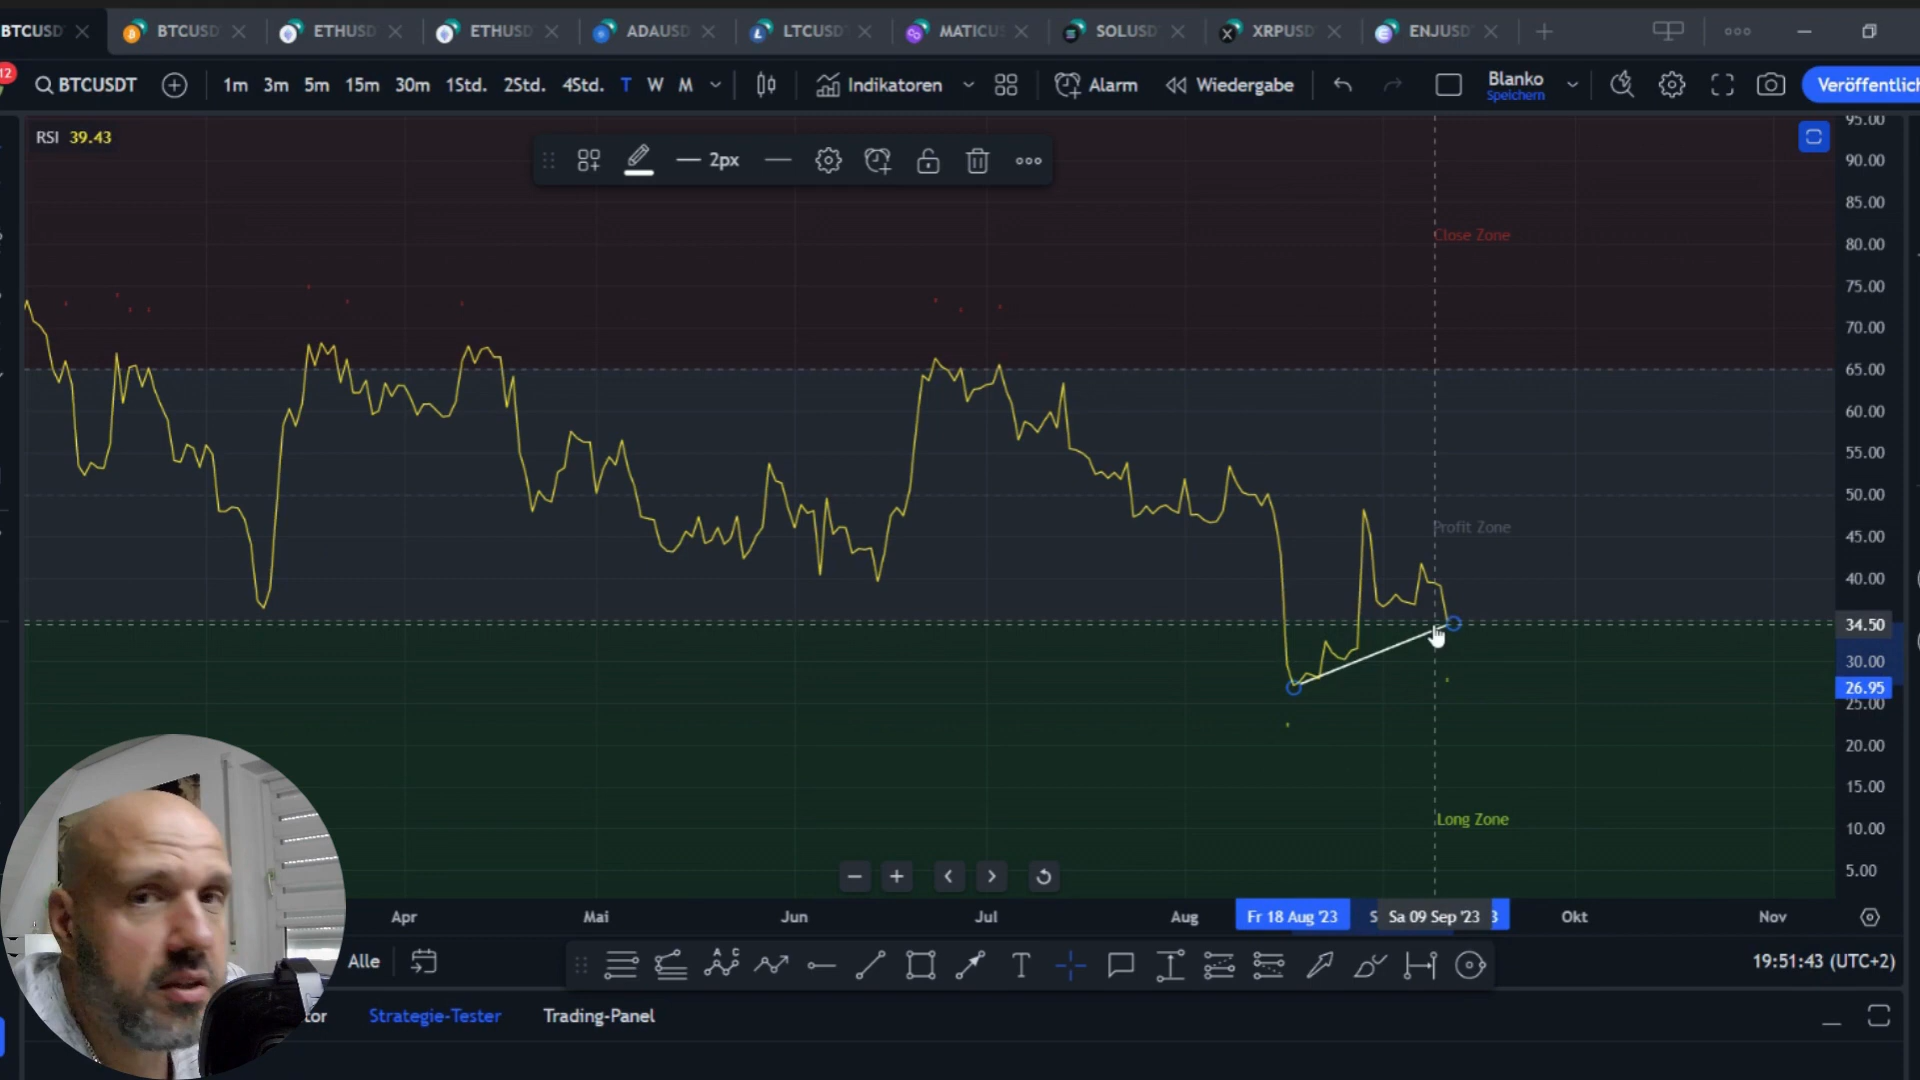 BTCUSD BTCUSD ETHUSD ETHUSD ADAUSD LTCUSD MATICUS SOLUSD XRPUSD ENJUSD
12 BTCUSDT 1m 3m 5m 15m 30m 1Std. 2Std. 4Std. T W M Indikatoren Alarm Wiedergabe Blanko Veröffentlich
Speichern
RSI 39.43
2px
95.00
90.00
85.00
Close Zone
80.00
75.00
70.00
65.00
60.00
55.00
50.00
Profit Zone
45.00
40.00
34.50
30.00
26.95
25.00
20.00
15.00
Long Zone
10.00
5.00
Apr Mai Jun Jul Aug Fr 18 Aug '23 S Sa 09 Sep '23 3 Okt Nov
Alle
A C
B
T
19:51:43 (UTC+2)
tor Strategie-Tester Trading-Panel